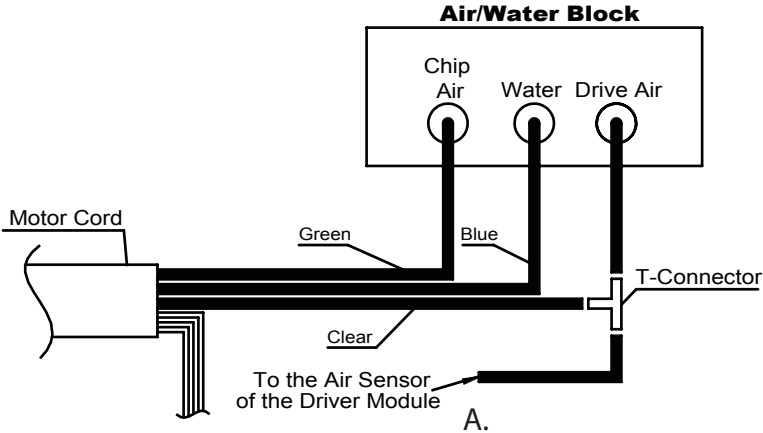 Air/Water Block
Chip
Air
Water
Drive Air
Motor Cord
Green
Blue
T-Connector
Clear
To the Air Sensor
of the Driver Module
A.